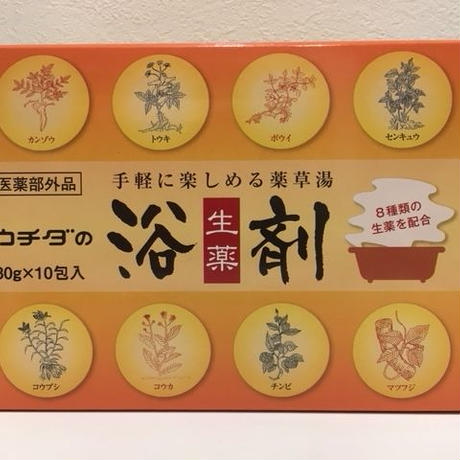 カンゾウ
トウキ
ボウイ
センキュウ
医薬部外品
手軽に楽しめる薬草湯
ウチダの
浴 生薬 剤
30g×10包入
8種類の
生薬を配合
コウブシ
コウカ
チンピ
マツフジ